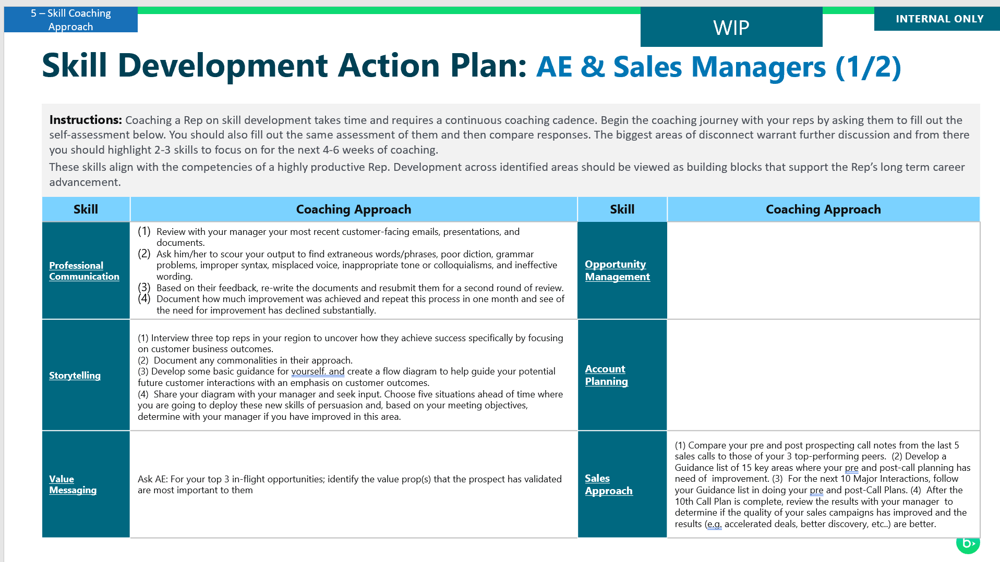 5 – Skill Coaching
Approach
WIP
INTERNAL ONLY
Skill Development Action Plan: AE & Sales Managers (1/2)
Instructions: Coaching a Rep on skill development takes time and requires a continuous coaching cadence. Begin the coaching journey with your reps by asking them to fill out the
self-assessment below. You should also fill out the same assessment of them and then compare responses. The biggest areas of disconnect warrant further discussion and from there
you should highlight 2-3 skills to focus on for the next 4-6 weeks of coaching.
These skills align with the competencies of a highly productive Rep. Development across identified areas should be viewed as building blocks that support the Rep’s long term career
advancement.
Skill
Coaching Approach
Skill
Coaching Approach
Professional
Communication
(1) Review with your manager your most recent customer-facing emails, presentations, and
documents.
(2) Ask him/her to scour your output to find extraneous words/phrases, poor diction, grammar
problems, improper syntax, misplaced voice, inappropriate tone or colloquialisms, and ineffective
wording.
(3) Based on their feedback, re-write the documents and resubmit them for a second round of review.
(4) Document how much improvement was achieved and repeat this process in one month and see of
the need for improvement has declined substantially.
Opportunity
Management
Storytelling
(1) Interview three top reps in your region to uncover how they achieve success specifically by focusing
on customer business outcomes.
(2)  Document any commonalities in their approach.
(3) Develop some basic guidance for yourself. and create a flow diagram to help guide your potential
future customer interactions with an emphasis on customer outcomes.
(4)  Share your diagram with your manager and seek input. Choose five situations ahead of time where
you are going to deploy these new skills of persuasion and, based on your meeting objectives,
determine with your manager if you have improved in this area.
Account
Planning
Value
Messaging
Ask AE: For your top 3 in-flight opportunities; identify the value prop(s) that the prospect has validated
are most important to them
Sales
Approach
(1) Compare your pre and post prospecting call notes from the last 5
sales calls to those of your 3 top-performing peers.  (2) Develop a
Guidance list of 15 key areas where your pre and post-call planning has
need of  improvement. (3)  For the next 10 Major Interactions, follow
your Guidance list in doing your pre and post-Call Plans. (4)  After the
10th Call Plan is complete, review the results with your manager  to
determine if the quality of your sales campaigns has improved and the
results (e.g. accelerated deals, better discovery, etc..) are better.
b